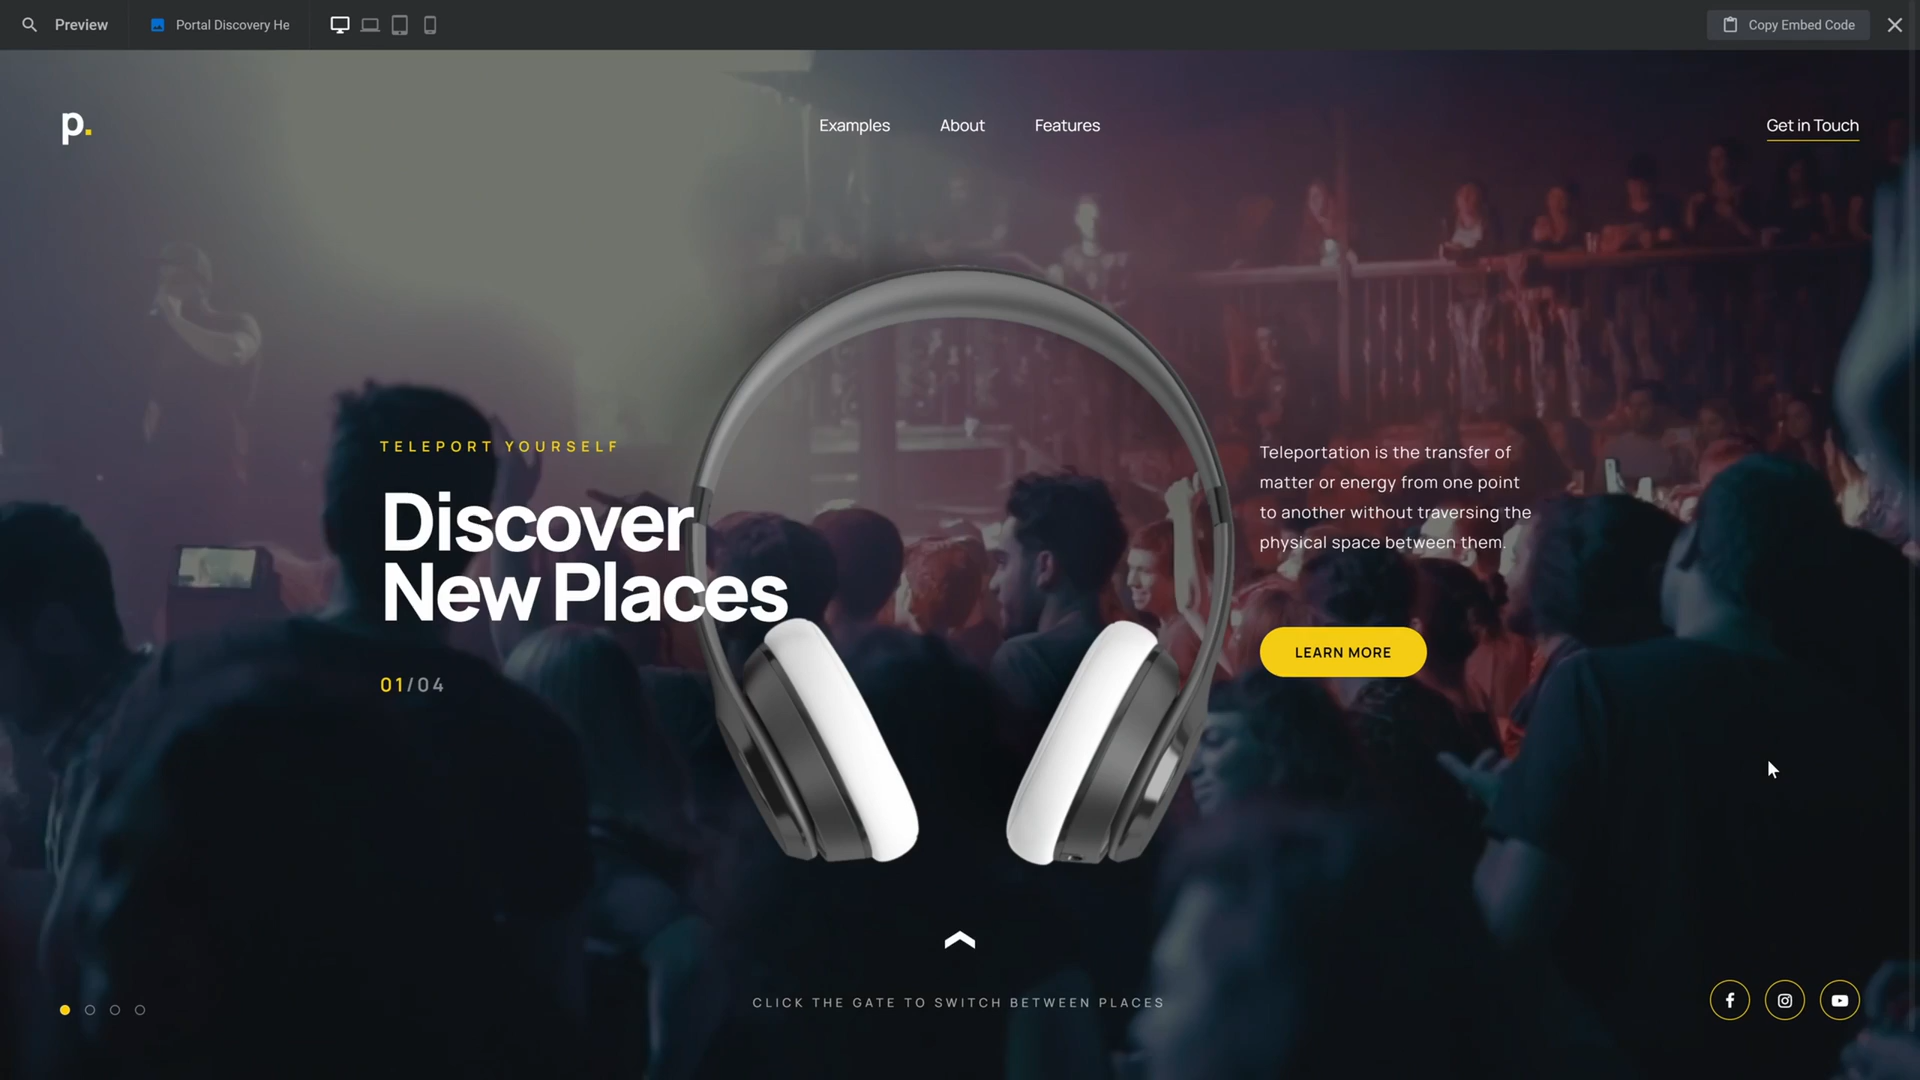 Preview
Portal Discovery He
Copy Embed Code
p.
Examples
About
Features
Get in Touch
TELEPORT YOURSELF
Discover
New Places
01/04
Teleportation is the transfer of
matter or energy from one point
to another without traversing the
physical space between them.
LEARN MORE
CLICK THE GATE TO SWITCH BETWEEN PLACES